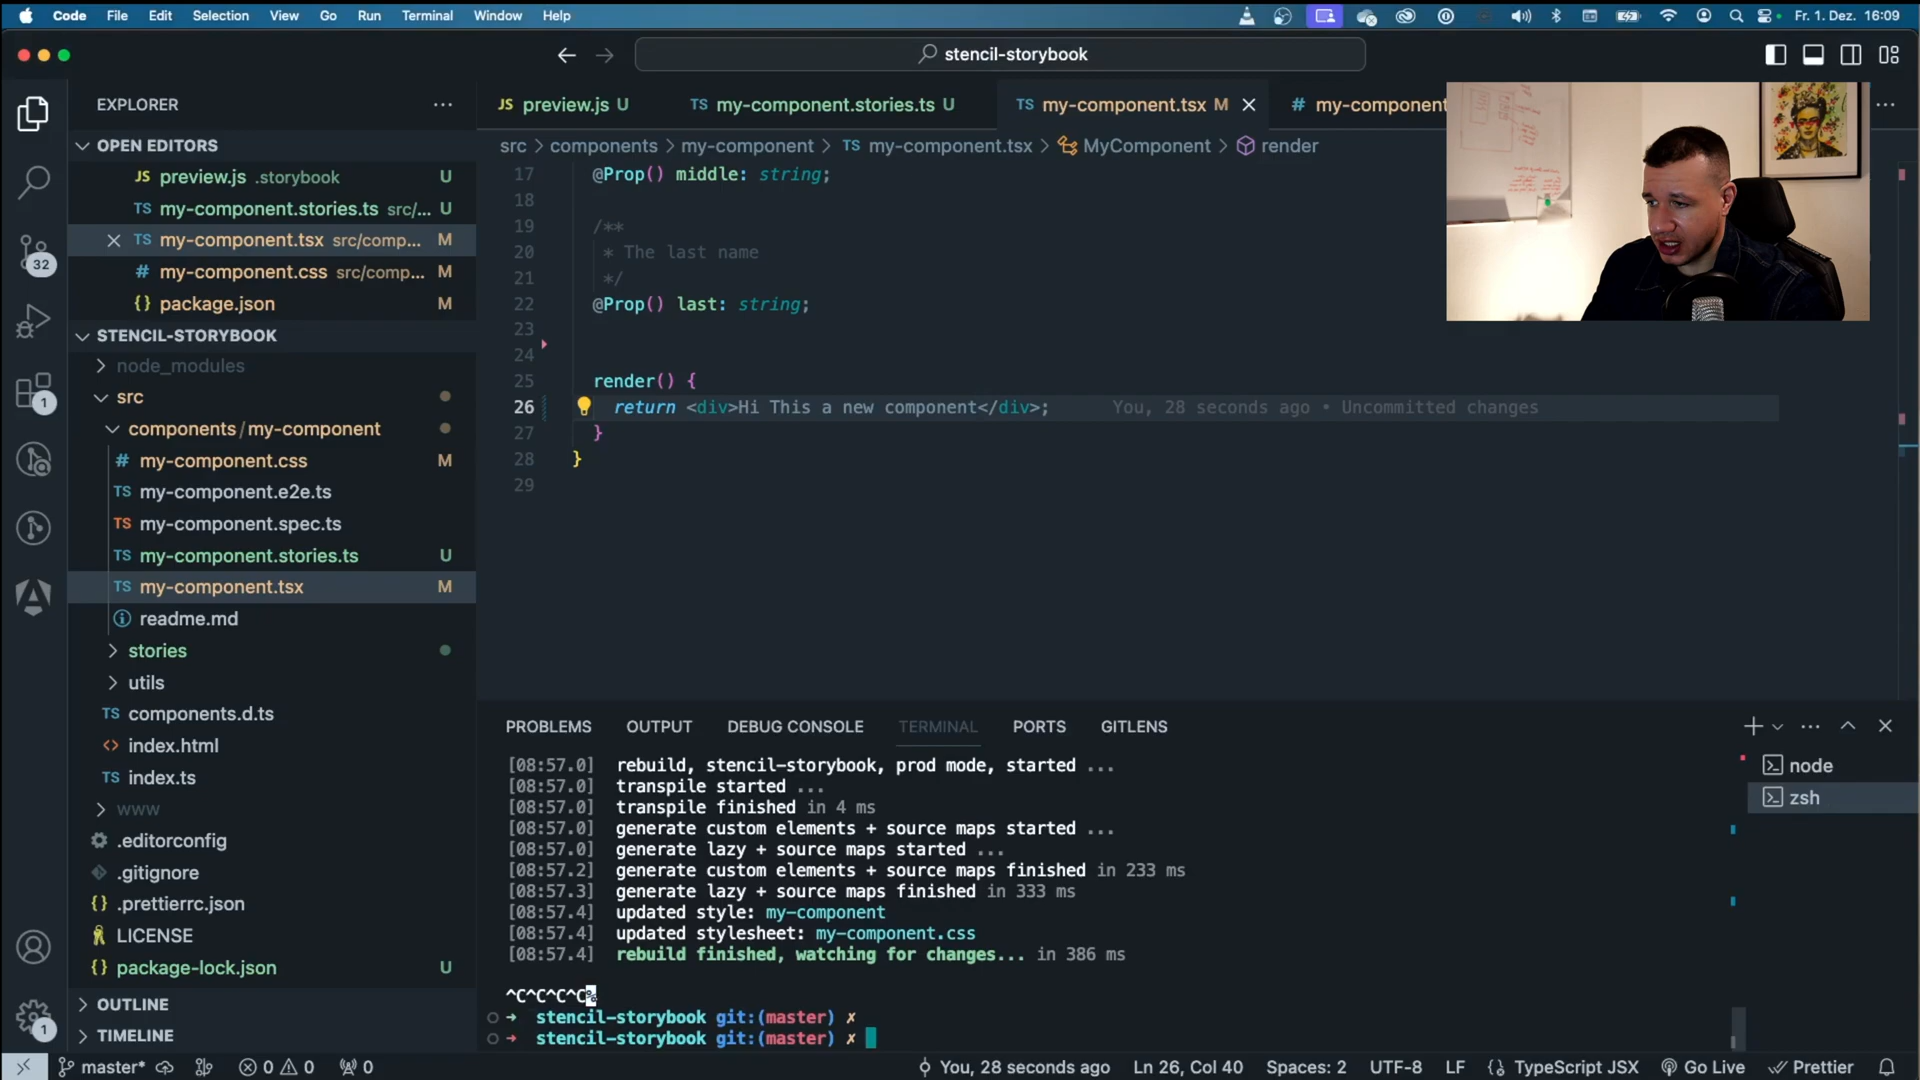 Code File Edit Selection View Go Run Terminal Window Help
Fr. 1. Dez. 16:09
stencil-storybook
EXPLORER
OPEN EDITORS
JS preview.js .storybook U
TS my-component.stories.ts src/... U
TS my-component.tsx src/comp... M
# my-component.css src/comp... M
{} package.json M
STENCIL-STORYBOOK
node_modules
src
components/my-component
# my-component.css M
TS my-component.e2e.ts
TS my-component.spec.ts
TS my-component.stories.ts U
TS my-component.tsx M
readme.md
stories
utils
TS components.d.ts
<> index.html
TS index.ts
www
.editorconfig
.gitignore
{} .prettierrc.json
LICENSE
{} package-lock.json U
OUTLINE
TIMELINE
32
1
1
JS preview.js U
TS my-component.stories.ts U
TS my-component.tsx M
# my-component
src > components > my-component > TS my-component.tsx > MyComponent > render
17 @Prop() middle: string;
18
19 /**
20 * The last name
21 */
22 @Prop() last: string;
23
24
25 render() {
26 return <div>Hi This a new component</div>; You, 28 seconds ago • Uncommitted changes
27 }
28 }
29
PROBLEMS OUTPUT DEBUG CONSOLE TERMINAL PORTS GITLENS
[08:57.0] rebuild, stencil-storybook, prod mode, started ...
[08:57.0] transpile started ...
[08:57.0] transpile finished in 4 ms
[08:57.0] generate custom elements + source maps started ...
[08:57.0] generate lazy + source maps started ...
[08:57.2] generate custom elements + source maps finished in 233 ms
[08:57.3] generate lazy + source maps finished in 333 ms
[08:57.4] updated style: my-component
[08:57.4] updated stylesheet: my-component.css
[08:57.4] rebuild finished, watching for changes... in 386 ms
^C^C^C^C%
➜ stencil-storybook git:(master) ✗
➜ stencil-storybook git:(master) ✗
node
zsh
master* 0 0 0
You, 28 seconds ago Ln 26, Col 40 Spaces: 2 UTF-8 LF {} TypeScript JSX Go Live Prettier